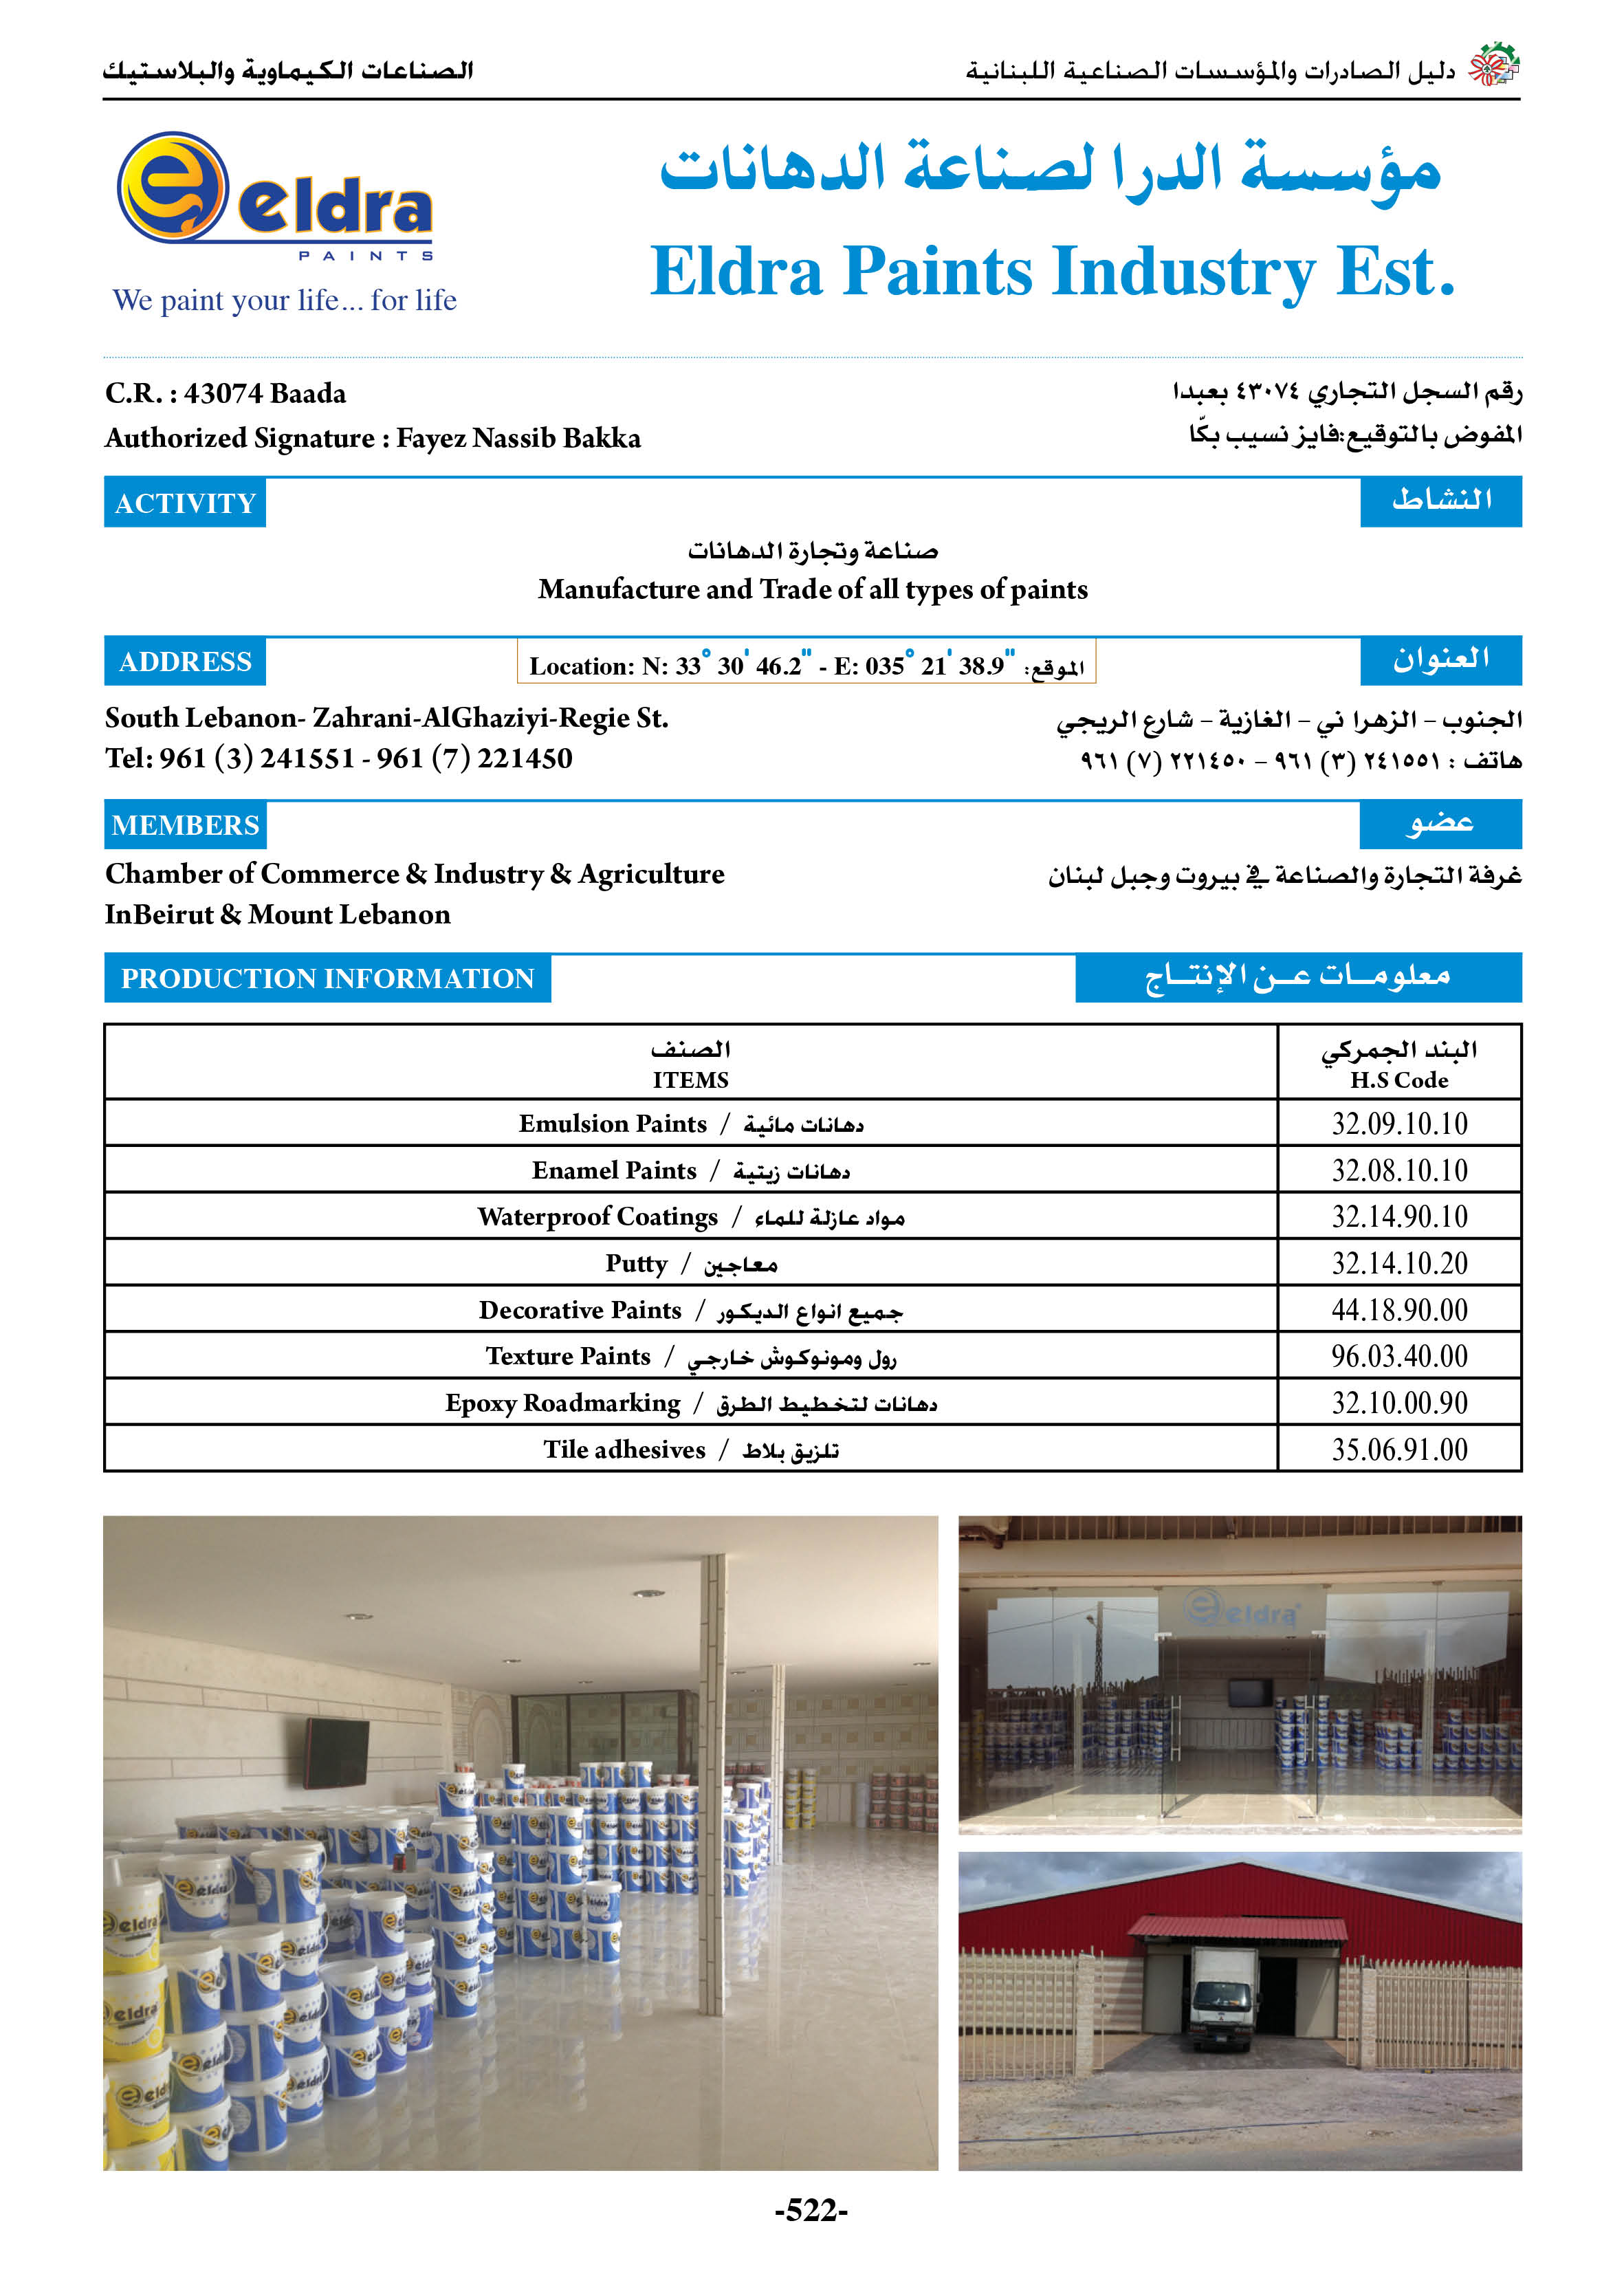 دليل الصادرات والمؤسسات الصناعية اللبنانية
الصناعات الكيماوية والبلاستيك
eldra
PAINTS
We paint your life... for life
مؤسسة الدرا لصناعة الدهانات
Eldra Paints Industry Est.
C.R. : 43074 Baada
رقم السجل التجاري ٤٣٠٧٤ بعبدا
Authorized Signature : Fayez Nassib Bakka
المفوض بالتوقيع:فايز نسيب بكّا
ACTIVITY
النشاط
صناعة وتجارة الدهانات
Manufacture and Trade of all types of paints
ADDRESS
Location: N: 33° 30' 46.2" - E: 035° 21' 38.9" الموقع:
العنوان
South Lebanon- Zahrani-AlGhaziyi-Regie St.
الجنوب – الزهرا ني – الغازية – شارع الريجي
Tel: 961 (3) 241551 - 961 (7) 221450
هاتف : ٢٤١٥٥١ (٣) ٩٦١ – ٢٢١٤٥٠ (٧) ٩٦١
MEMBERS
عضو
Chamber of Commerce & Industry & Agriculture
InBeirut & Mount Lebanon
غرفة التجارة والصناعة في بيروت وجبل لبنان
PRODUCTION INFORMATION
معلومـات عـن الإنتـاج
الصنف
ITEMS
البند الجمركي
H.S Code
Emulsion Paints / دهانات مائية
32.09.10.10
Enamel Paints / دهانات زيتية
32.08.10.10
Waterproof Coatings / مواد عازلة للماء
32.14.90.10
Putty / معاجين
32.14.10.20
Decorative Paints / جميع انواع الديكور
44.18.90.00
Texture Paints / رول ومونوكوش خارجي
96.03.40.00
Epoxy Roadmarking / دهانات لتخطيط الطرق
32.10.00.90
Tile adhesives / تلزيق بلاط
35.06.91.00
eldra
eldra
eldra
-522-